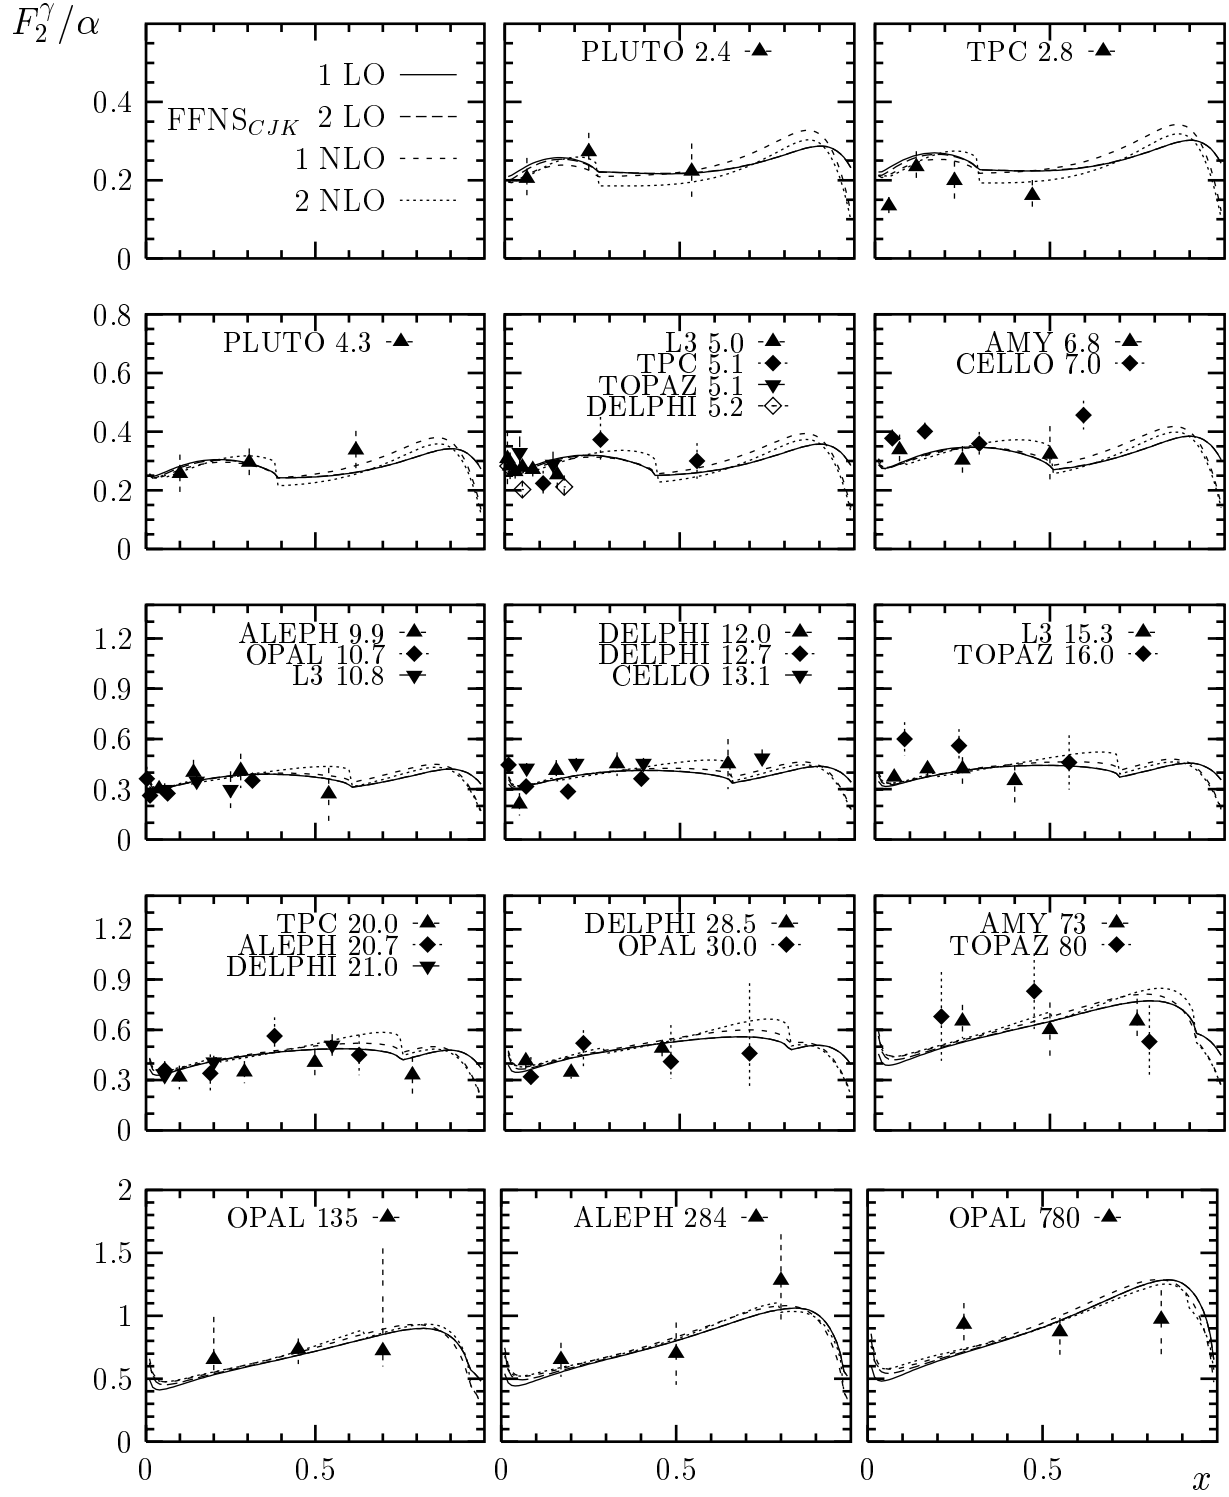 F₂^γ/α
1 LO
FFNS_CJK 2 LO
1 NLO
2 NLO
0.4
0.2
0
PLUTO 2.4
TPC 2.8
0.8
0.6
0.4
0.2
0
PLUTO 4.3
L3 5.0
TPC 5.1
TOPAZ 5.1
DELPHI 5.2
AMY 6.8
CELLO 7.0
1.2
0.9
0.6
0.3
0
ALEPH 9.9
OPAL 10.7
L3 10.8
DELPHI 12.0
DELPHI 12.7
CELLO 13.1
L3 15.3
TOPAZ 16.0
1.2
0.9
0.6
0.3
0
TPC 20.0
ALEPH 20.7
DELPHI 21.0
DELPHI 28.5
OPAL 30.0
AMY 73
TOPAZ 80
2
1.5
1
0.5
0
OPAL 135
ALEPH 284
OPAL 780
0 0.5 0 0.5 0 0.5 x